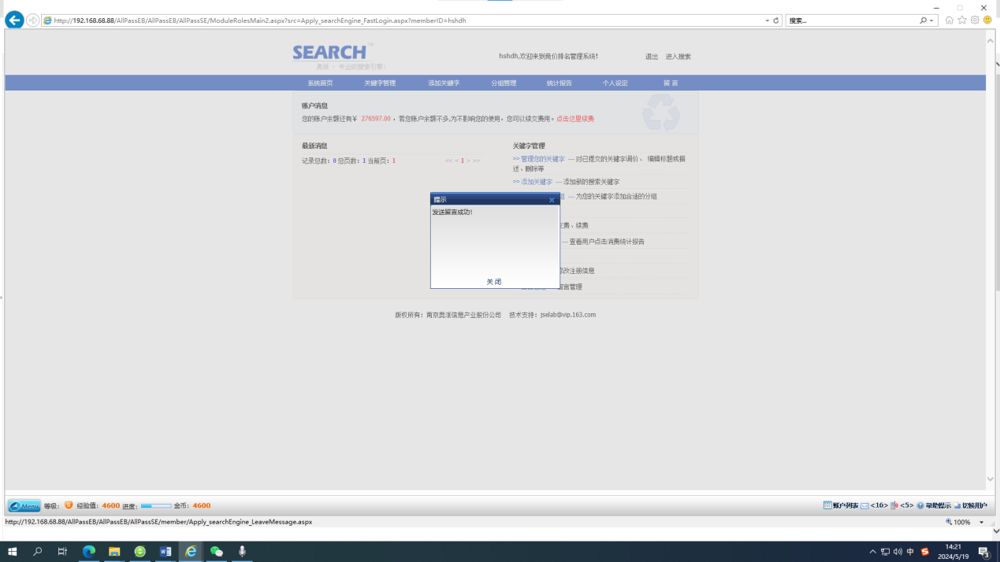 http://192.168.68.88/AllPassEB/AllPassEB/AllPassSE/ModuleRolesMain2.aspx?src=Apply_searchEngine_FastLogin.aspx?memberID=hshdh
搜索...
SEARCH
奥派 - 专业的搜索引擎!
hshdh,欢迎来到竞价排名管理系统!
退出 进入搜索
系统首页 关键字管理 添加关键字 分组管理 统计报告 个人设定 留 言
账户消息
您的账户余额还有¥ 276597.00 ,若您账户余额不多,为不影响您的使用,您可以续交费用。点击这里续费
最新消息
记录总数: 0 总页数: 1 当前页: 1 << < 1 > >>
关键字管理
>> 管理您的关键字 — 对已提交的关键字调价、 编辑标题或描
述、删除等
>> 添加关键字 — 添加新的搜索关键字
组 — 为您的关键字添加合适的分组
费、续费
— 查看用户点击消费统计报告
修改注册信息
留言管理
提示
发送留言成功!
关 闭
版权所有:南京奥派信息产业股份公司 技术支持:jselab@vip.163.com
Menu 等级: 经验值: 4600 进度: 金币: 4600
账户列表 <16> <5> 帮助提示 切换用户
http://192.168.68.88/AllPassEB/AllPassEB/AllPassSE/member/Apply_searchEngine_LeaveMessage.aspx
100%
中
14:21
2024/5/19
3